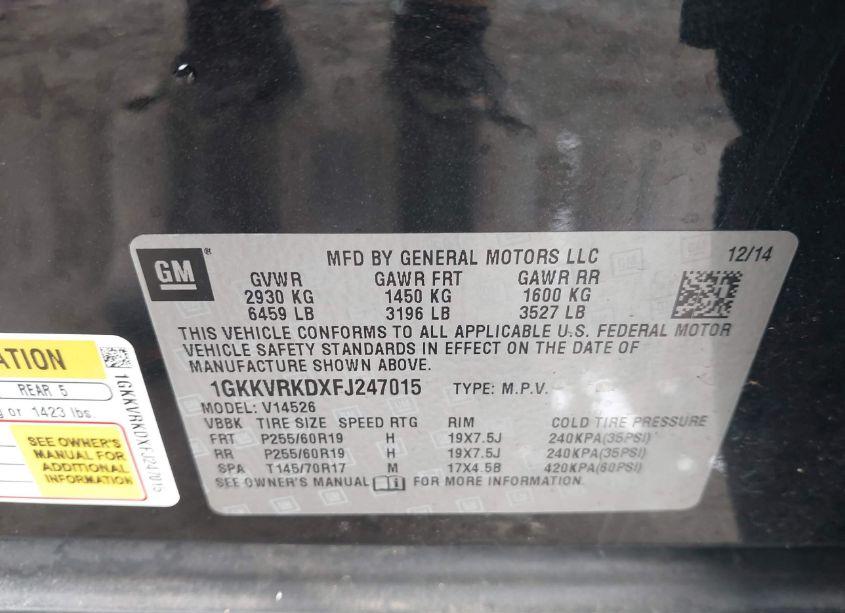 GM ®
MFD BY GENERAL MOTORS LLC 12/14
GVWR GAWR FRT GAWR RR
2930 KG 1450 KG 1600 KG
6459 LB 3196 LB 3527 LB
THIS VEHICLE CONFORMS TO ALL APPLICABLE U.S. FEDERAL MOTOR
VEHICLE SAFETY STANDARDS IN EFFECT ON THE DATE OF
MANUFACTURE SHOWN ABOVE.
1GKKVRKDXFJ247015 TYPE: M.P.V.
MODEL: V14526
VBBK TIRE SIZE SPEED RTG RIM COLD TIRE PRESSURE
FRT P255/60R19 H 19X7.5J 240KPA(35PSI)
RR P255/60R19 H 19X7.5J 240KPA(35PSI)
SPA T145/70R17 M 17X4.5B 420KPA(60PSI)
SEE OWNER'S MANUAL FOR MORE INFORMATION.
ATION
REAR 5
g or 1423 lbs.
SEE OWNER'S
MANUAL FOR
ADDITIONAL
INFORMATION
1GKKVRKDXFJ247015